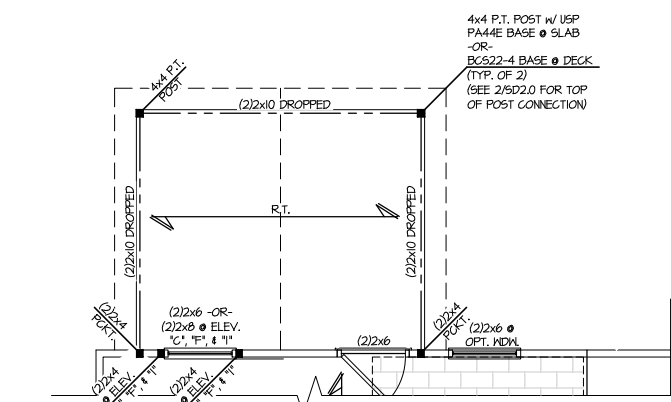 4x4 P.T. POST W/ USP
PA44E BASE @ SLAB
-OR-
BCS22-4 BASE @ DECK
(TYP. OF 2)
(SEE 2/SD2.0 FOR TOP
OF POST CONNECTION)
4x4 P.T.
POST
(2)2x10 DROPPED
(2)2x10 DROPPED
R.T.
(2)2x10 DROPPED
(2)2x4
PCKT.
(2)2x6 -OR-
(2)2x8 @ ELEV.
"C", "F", & "I"
(2)2x6
(2)2x4
PCKT.
(2)2x6 @
OPT. WDW.
(2)2x4
@ ELEV.
"F", & "I"
(2)2x4
@ ELEV.
"F", & "I"